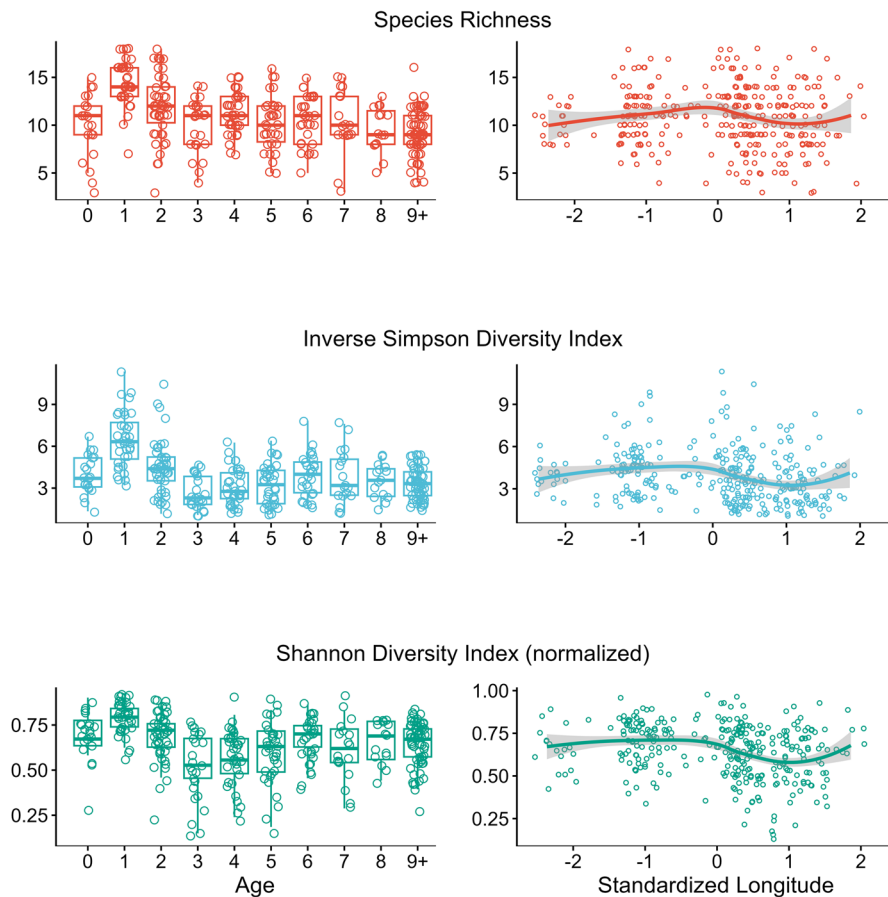 Species Richness
15
10
5
0 1 2 3 4 5 6 7 8 9+
15
10
5
-2 -1 0 1 2
Inverse Simpson Diversity Index
9
6
3
0 1 2 3 4 5 6 7 8 9+
9
6
3
-2 -1 0 1 2
Shannon Diversity Index (normalized)
0.75
0.50
0.25
0 1 2 3 4 5 6 7 8 9+
Age
1.00
0.75
0.50
0.25
-2 -1 0 1 2
Standardized Longitude